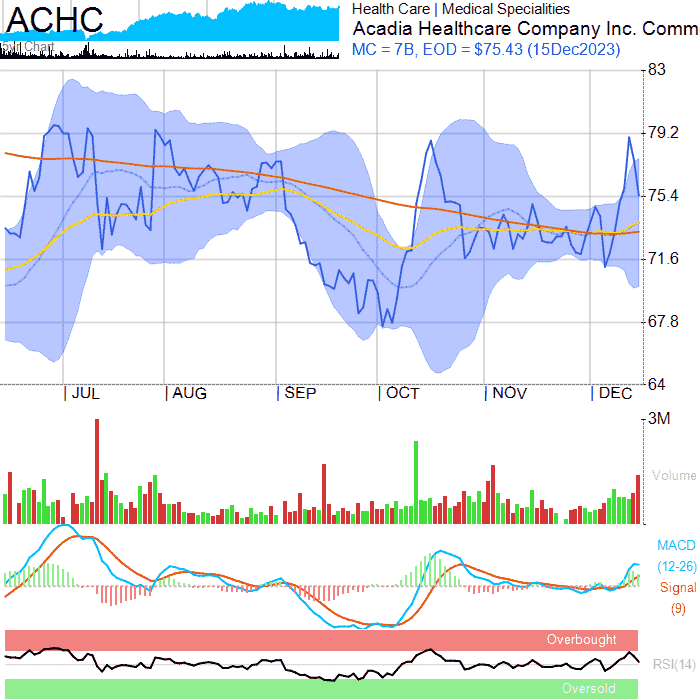 ACHC
Health Care | Medical Specialities
Acadia Healthcare Company Inc. Comm
MC = 7B, EOD = $75.43 (15Dec2023)
5yr Chart
83
79.2
75.4
71.6
67.8
64
| JUL | AUG | SEP | OCT | NOV | DEC
3M
Volume
MACD
(12-26)
Signal
(9)
Overbought
RSI(14)
Oversold